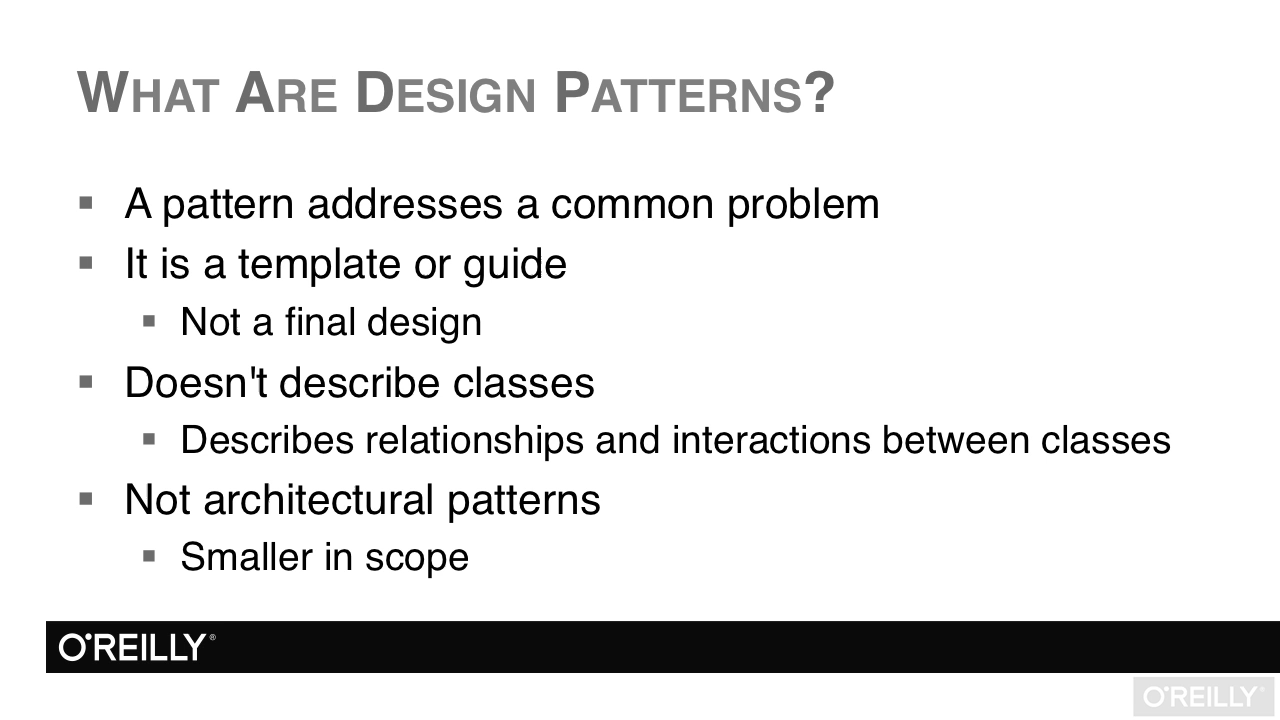 WHAT ARE DESIGN PATTERNS?
▪ A pattern addresses a common problem
▪ It is a template or guide
▪ Not a final design
▪ Doesn't describe classes
▪ Describes relationships and interactions between classes
▪ Not architectural patterns
▪ Smaller in scope
O'REILLY®
O'REILLY®